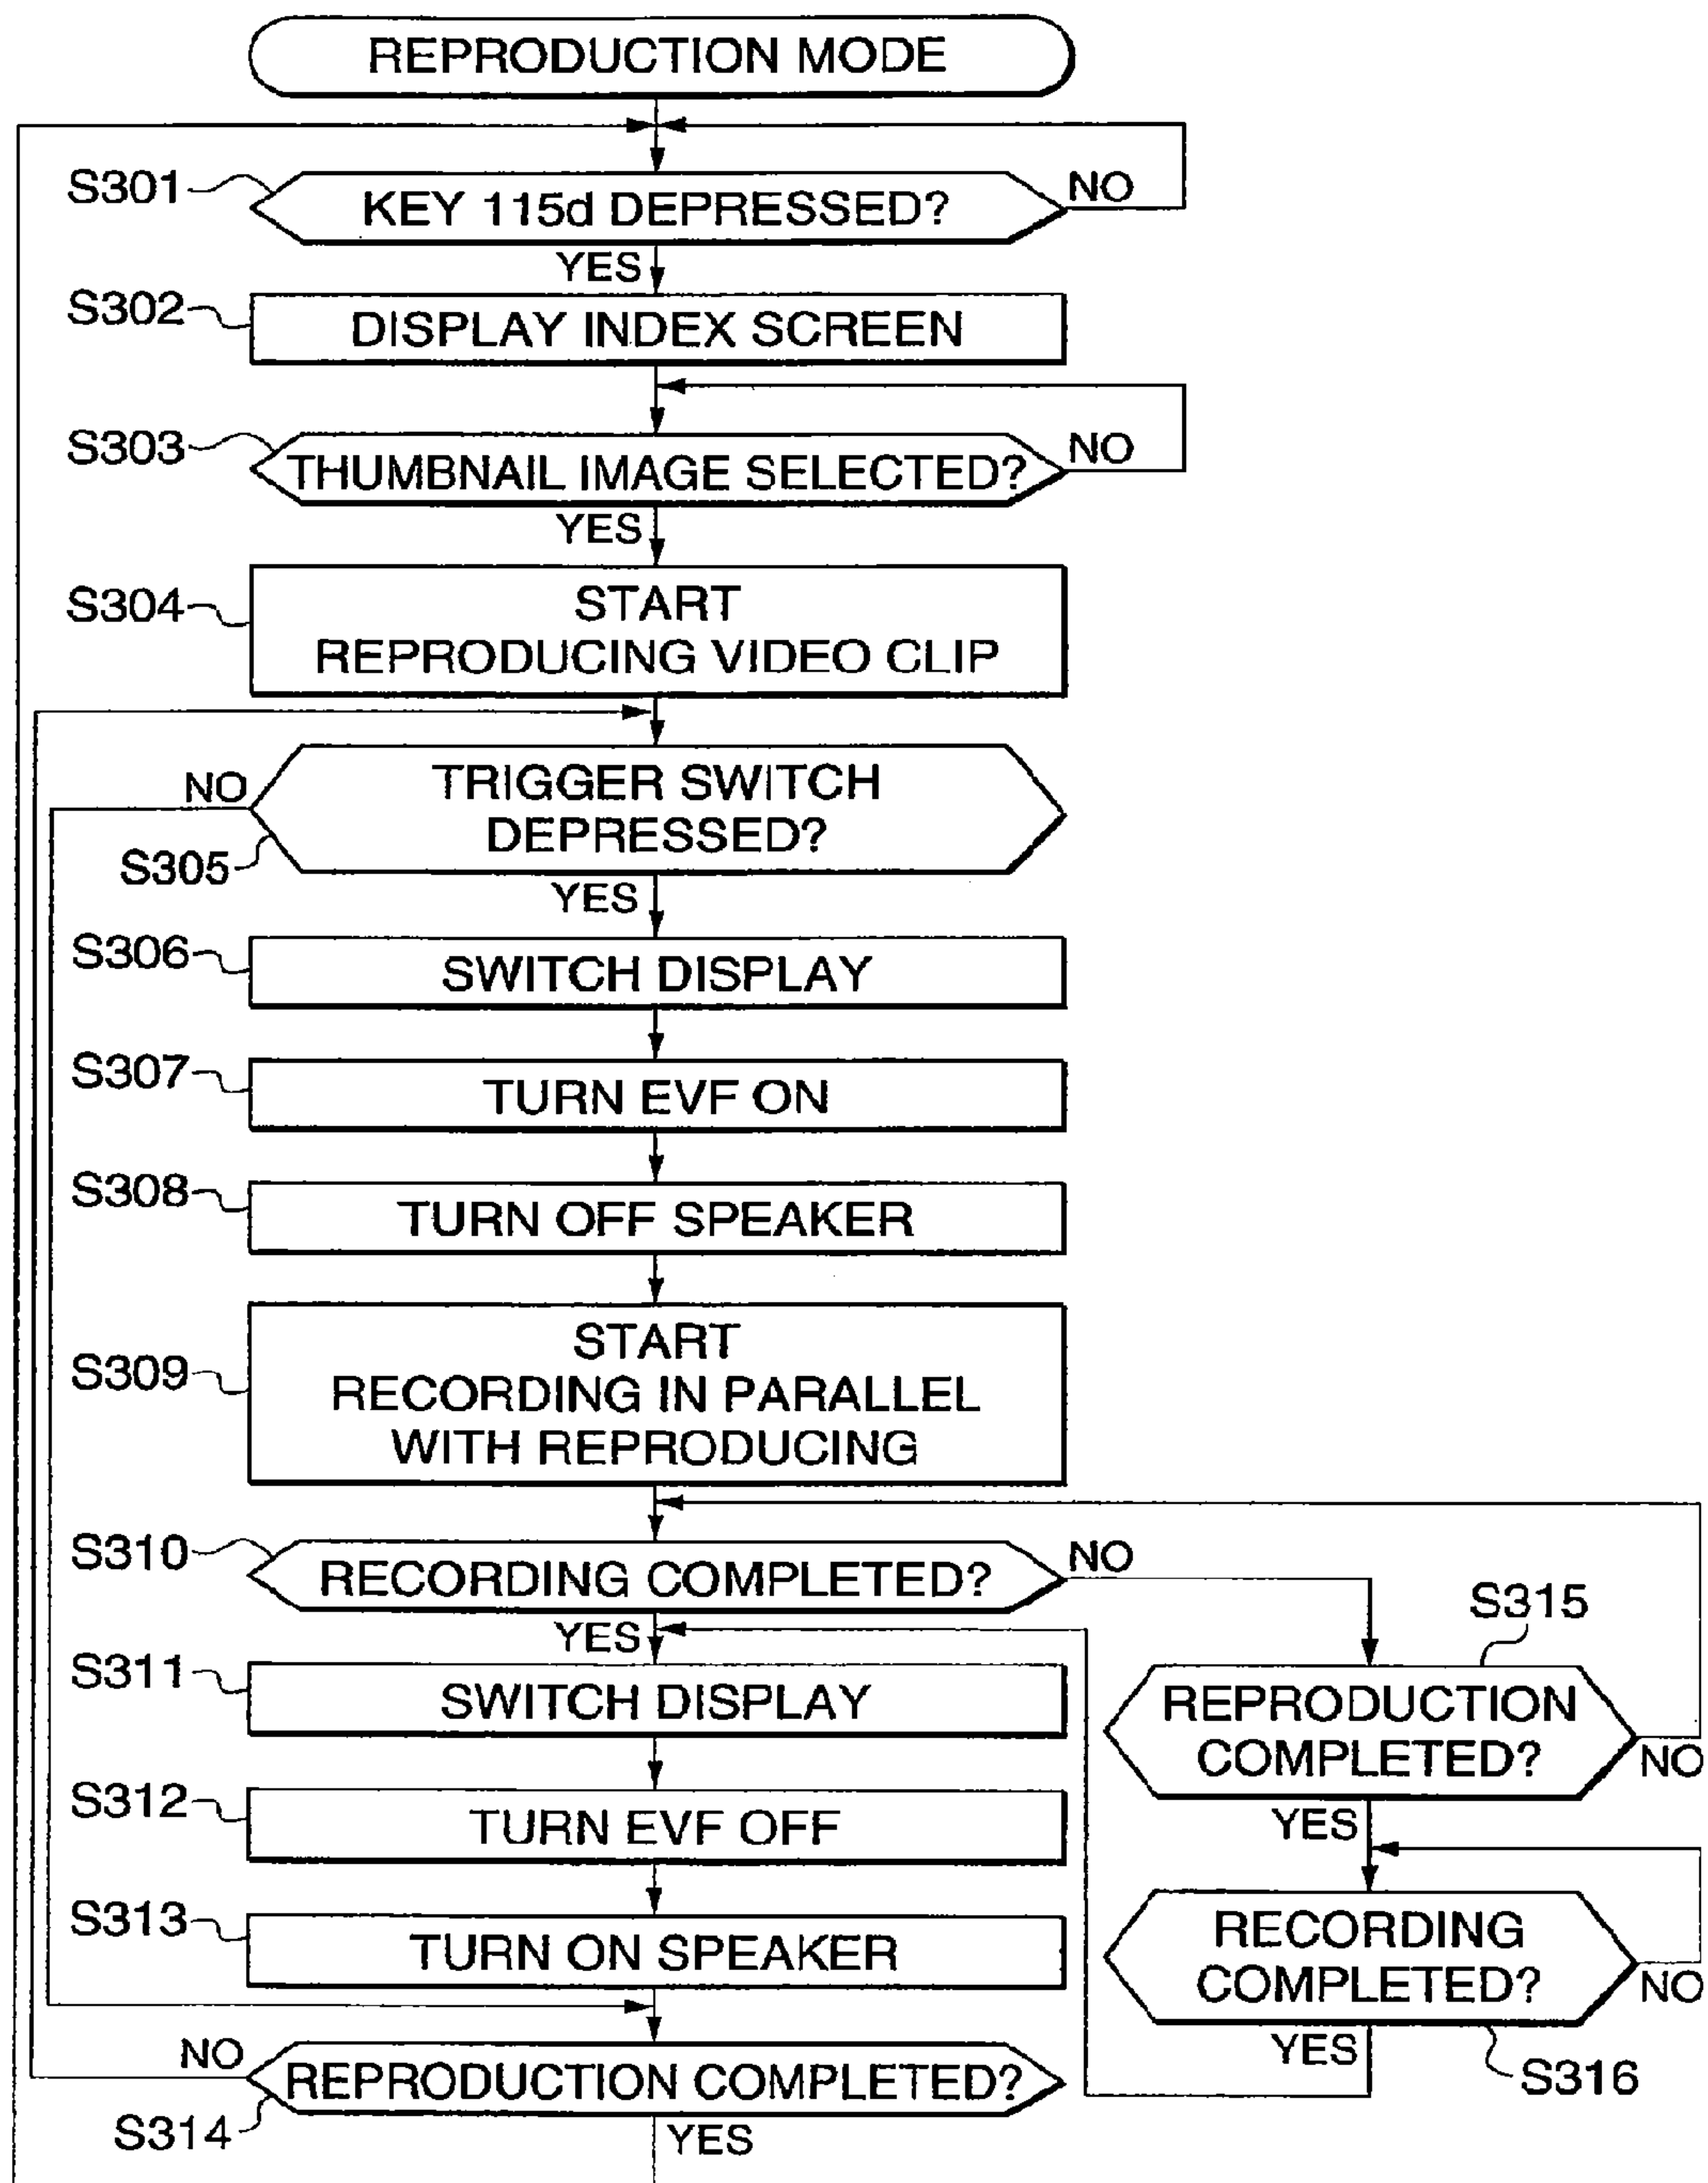 REPRODUCTION MODE
S301
KEY 115d DEPRESSED?
NO
YES
S302
DISPLAY INDEX SCREEN
S303
THUMBNAIL IMAGE SELECTED?
NO
YES
S304
START
REPRODUCING VIDEO CLIP
NO
TRIGGER SWITCH
DEPRESSED?
S305
YES
S306
SWITCH DISPLAY
S307
TURN EVF ON
S308
TURN OFF SPEAKER
S309
START
RECORDING IN PARALLEL
WITH REPRODUCING
S310
RECORDING COMPLETED?
NO
YES
S311
SWITCH DISPLAY
S312
TURN EVF OFF
S313
TURN ON SPEAKER
NO
REPRODUCTION COMPLETED?
S314
YES
S315
REPRODUCTION
COMPLETED?
NO
YES
RECORDING
COMPLETED?
NO
YES
S316